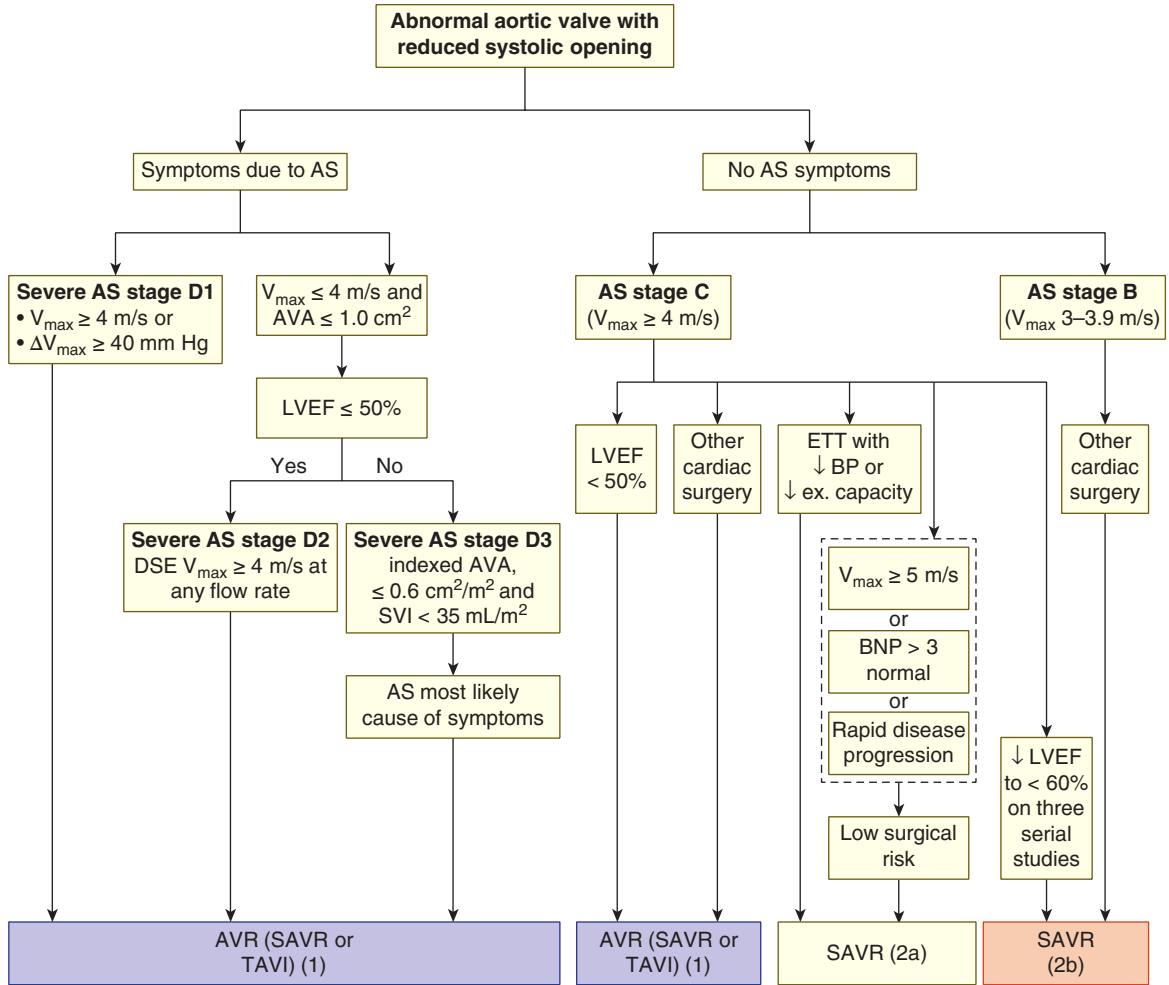 Abnormal aortic valve with
reduced systolic opening
Symptoms due to AS
No AS symptoms
Severe AS stage D1
• Vmax ≥ 4 m/s or
• ΔVmax ≥ 40 mm Hg
Vmax ≤ 4 m/s and
AVA ≤ 1.0 cm²
AS stage C
(Vmax ≥ 4 m/s)
AS stage B
(Vmax 3–3.9 m/s)
LVEF ≤ 50%
Yes
No
LVEF
< 50%
Other
cardiac
surgery
ETT with
↓ BP or
↓ ex. capacity
Other
cardiac
surgery
Severe AS stage D2
DSE Vmax ≥ 4 m/s at
any flow rate
Severe AS stage D3
indexed AVA,
≤ 0.6 cm²/m² and
SVI < 35 mL/m²
Vmax ≥ 5 m/s
or
BNP > 3
normal
or
Rapid disease
progression
AS most likely
cause of symptoms
↓ LVEF
to < 60%
on three
serial
studies
Low surgical
risk
AVR (SAVR or
TAVI) (1)
AVR (SAVR or
TAVI) (1)
SAVR (2a)
SAVR
(2b)